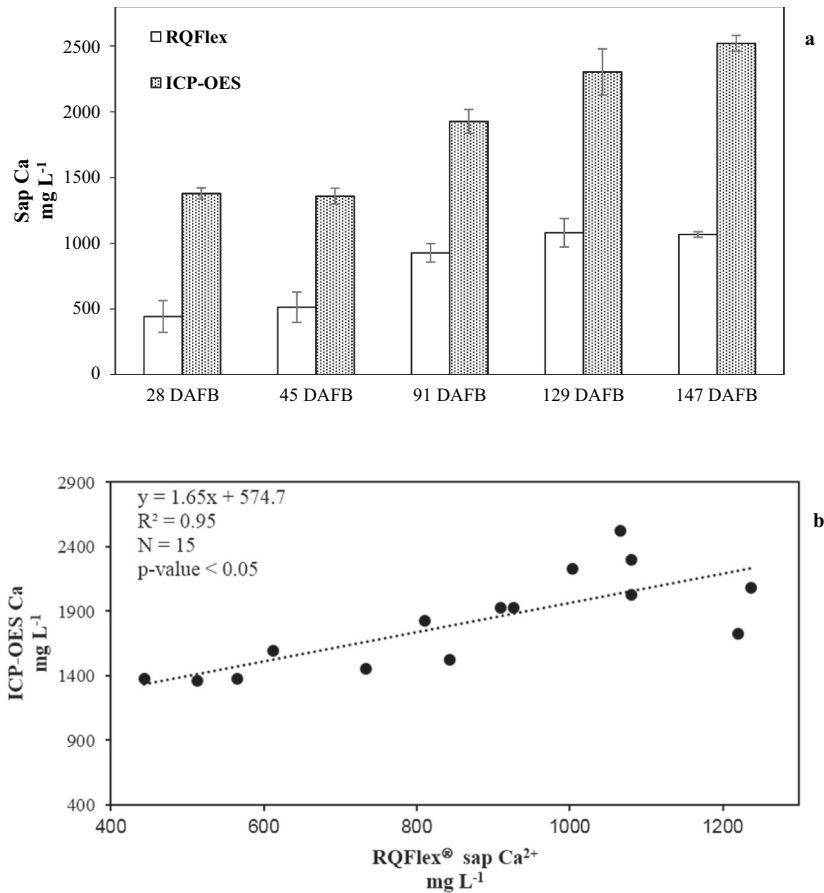 a
RQFlex
ICP-OES
Sap Ca
mg L-1
2500
2000
1500
1000
500
0
28 DAFB
45 DAFB
91 DAFB
129 DAFB
147 DAFB
b
y = 1.65x + 574.7
R² = 0.95
N = 15
p-value < 0.05
ICP-OES Ca
mg L-1
2900
2400
1900
1400
900
400
400
600
800
1000
1200
RQFlex® sap Ca2+
mg L-1